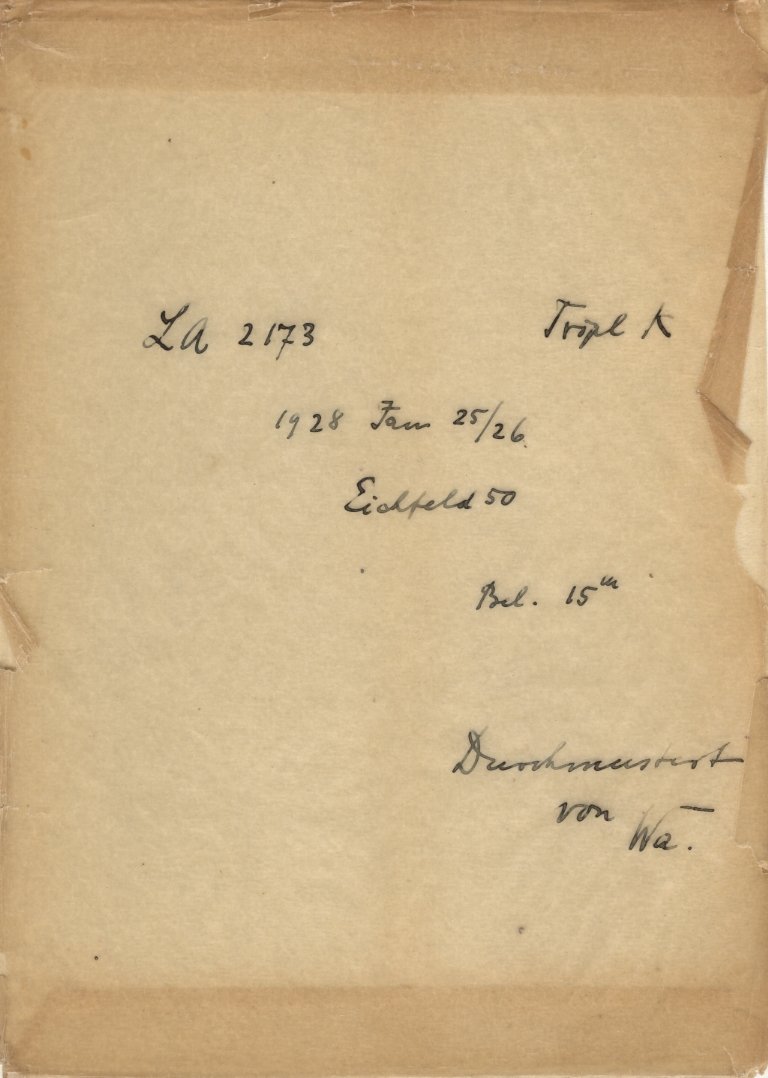 LA 2173 Tripl K
1928 Jan 25/26.
Eichfeld 50
Bel. 15m
Durchmustert
von
Wa.